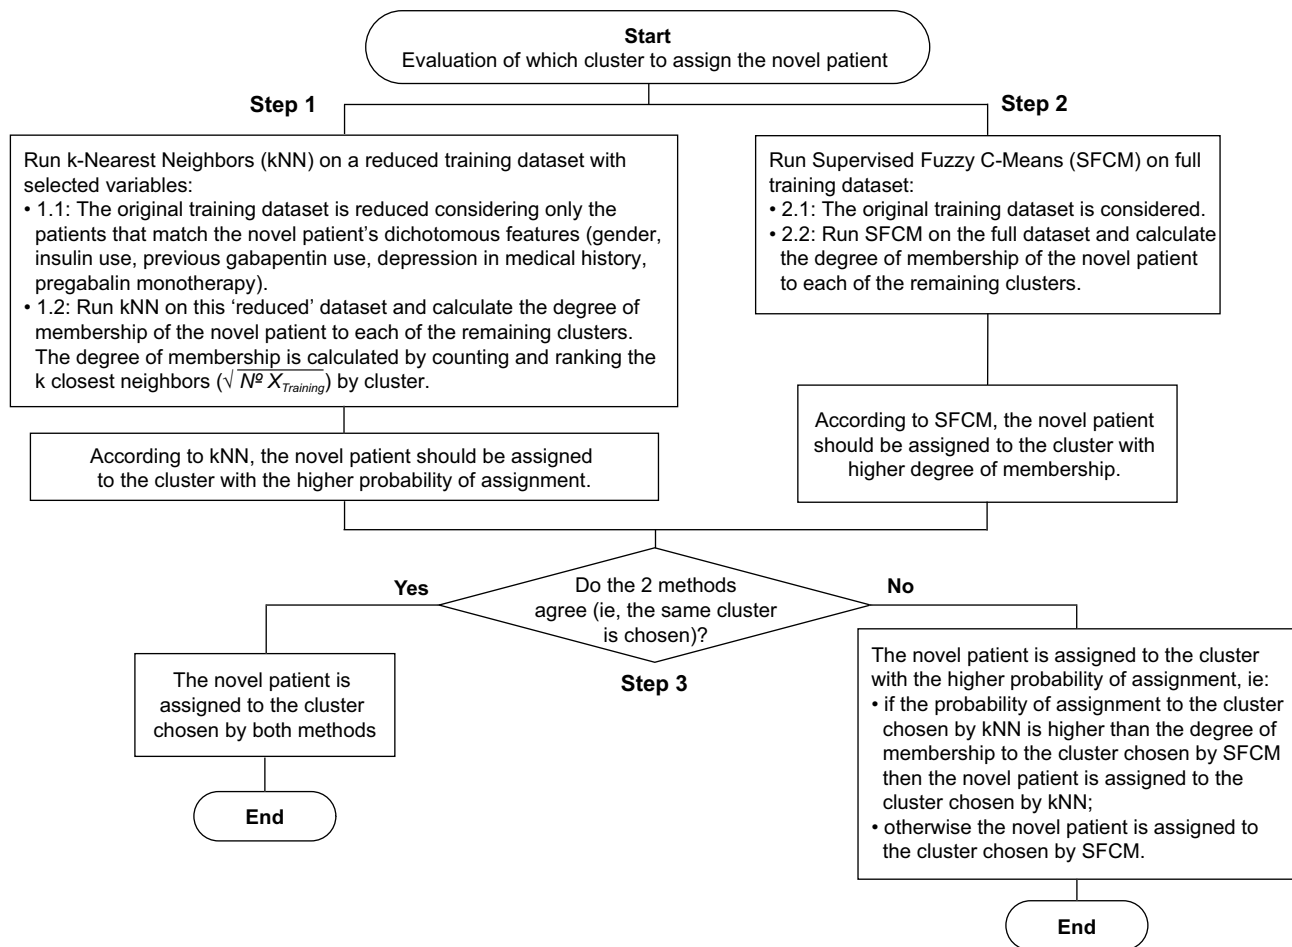 Start
Evaluation of which cluster to assign the novel patient
Step 1
Step 2
Run k-Nearest Neighbors (kNN) on a reduced training dataset with
selected variables:
• 1.1: The original training dataset is reduced considering only the
patients that match the novel patient's dichotomous features (gender,
insulin use, previous gabapentin use, depression in medical history,
pregabalin monotherapy).
• 1.2: Run kNN on this ‘reduced’ dataset and calculate the degree of
membership of the novel patient to each of the remaining clusters.
The degree of membership is calculated by counting and ranking the
k closest neighbors (√Nº X_Training) by cluster.
Run Supervised Fuzzy C-Means (SFCM) on full
training dataset:
• 2.1: The original training dataset is considered.
• 2.2: Run SFCM on the full dataset and calculate
the degree of membership of the novel patient
to each of the remaining clusters.
According to kNN, the novel patient should be assigned
to the cluster with the higher probability of assignment.
According to SFCM, the novel patient
should be assigned to the cluster with
higher degree of membership.
Do the 2 methods
agree (ie, the same cluster
is chosen)?
Yes
No
Step 3
The novel patient is
assigned to the cluster
chosen by both methods
End
The novel patient is assigned to the cluster
with the higher probability of assignment, ie:
• if the probability of assignment to the cluster
chosen by kNN is higher than the degree of
membership to the cluster chosen by SFCM
then the novel patient is assigned to the
cluster chosen by kNN;
• otherwise the novel patient is assigned to
the cluster chosen by SFCM.
End